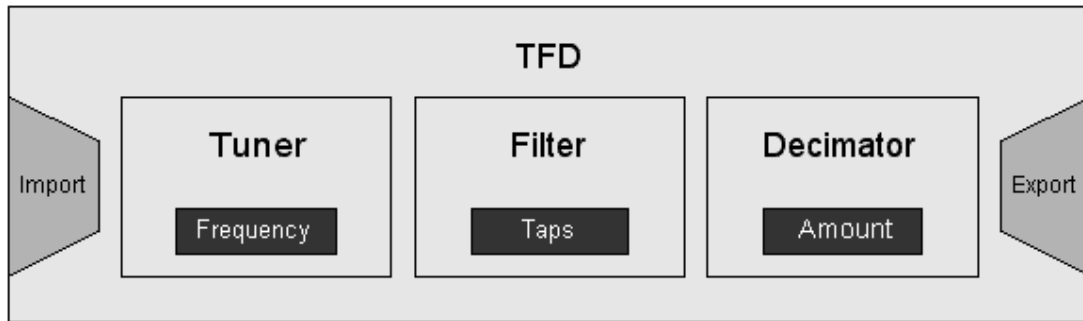 TFD
Import
Tuner
Frequency
Filter
Taps
Decimator
Amount
Export